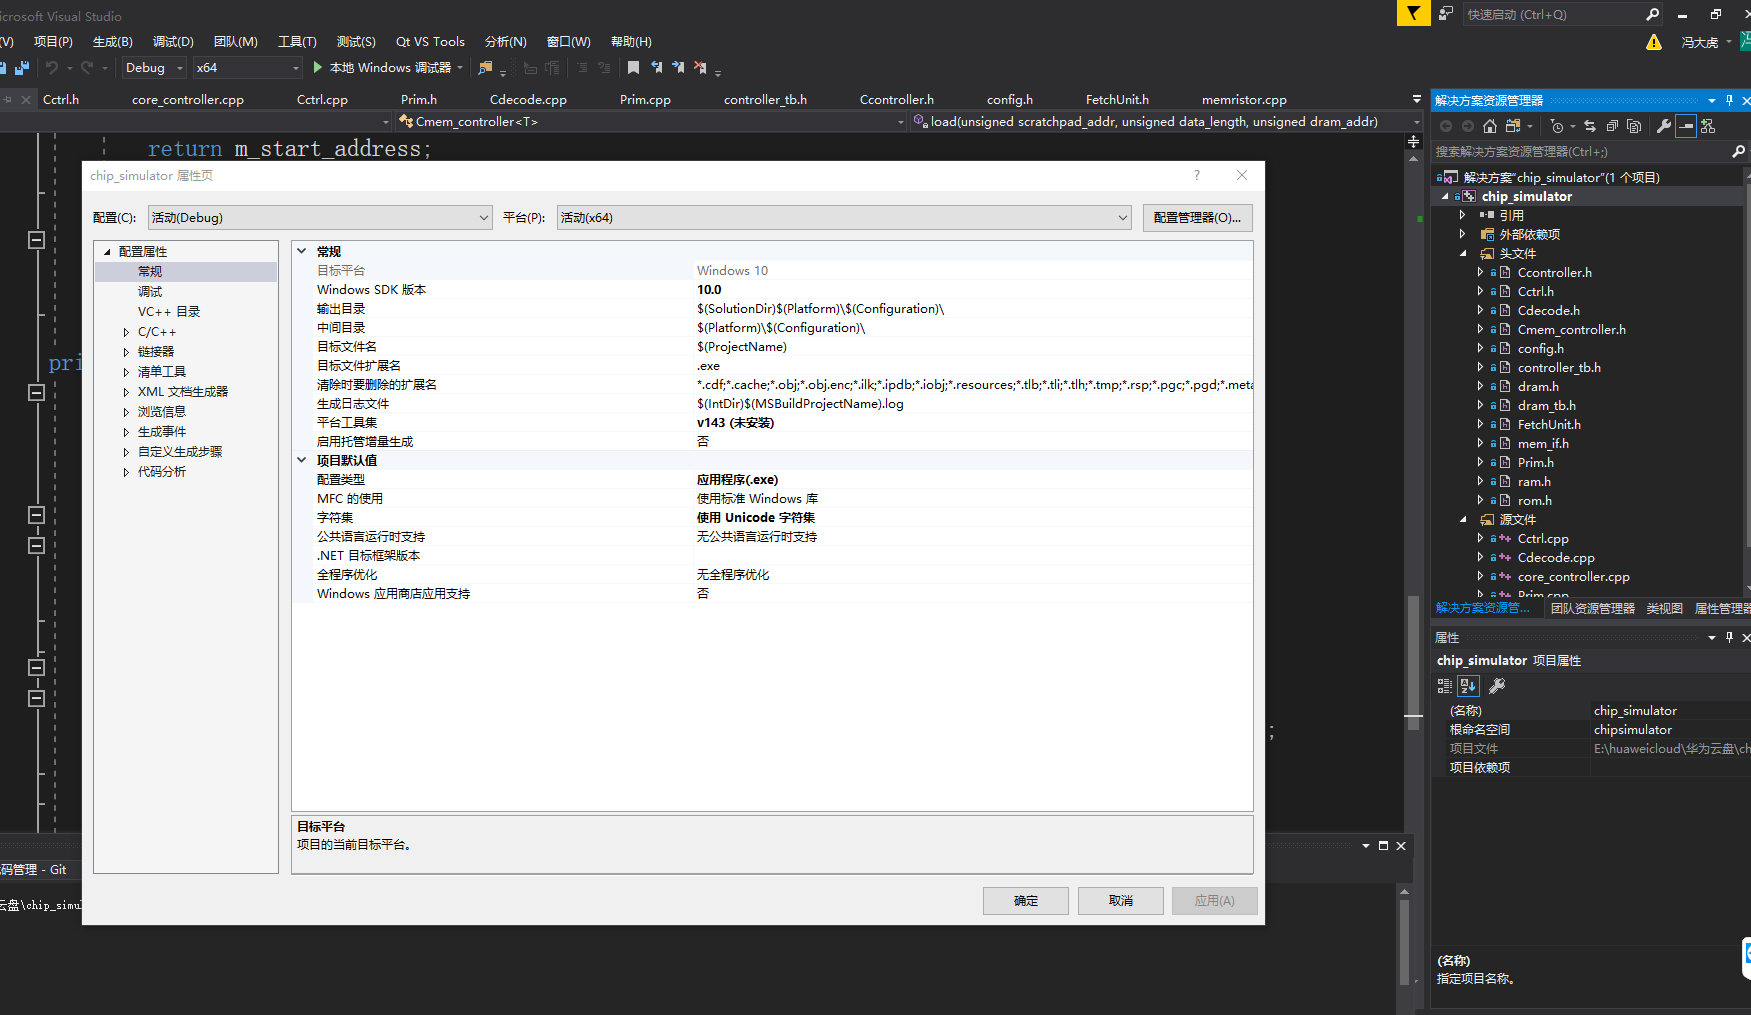 icrosoft Visual Studio
快速启动 (Ctrl+Q)
(V) 项目(P) 生成(B) 调试(D) 团队(M) 工具(T) 测试(S) Qt VS Tools 分析(N) 窗口(W) 帮助(H)
冯大虎
冯
Debug x64 本地 Windows 调试器
Cctrl.h core_controller.cpp Cctrl.cpp Prim.h Cdecode.cpp Prim.cpp controller_tb.h Ccontroller.h config.h FetchUnit.h memristor.cpp
Cmem_controller<T> load(unsigned scratchpad_addr, unsigned data_length, unsigned dram_addr)
return m_start_address;
pri
;
chip_simulator 属性页
? 
配置(C): 活动(Debug) 平台(P): 活动(x64) 配置管理器(O)...
配置属性
常规
调试
VC++ 目录
C/C++
链接器
清单工具
XML 文档生成器
浏览信息
生成事件
自定义生成步骤
代码分析
常规
目标平台 Windows 10
Windows SDK 版本 10.0
输出目录 $(SolutionDir)$(Platform)\$(Configuration)\
中间目录 $(Platform)\$(Configuration)\
目标文件名 $(ProjectName)
目标文件扩展名 .exe
清除时要删除的扩展名 *.cdf;*.cache;*.obj;*.obj.enc;*.ilk;*.ipdb;*.iobj;*.resources;*.tlb;*.tli;*.tlh;*.tmp;*.rsp;*.pgc;*.pgd;*.meta
生成日志文件 $(IntDir)$(MSBuildProjectName).log
平台工具集 v143 (未安装)
启用托管增量生成 否
项目默认值
配置类型 应用程序(.exe)
MFC 的使用 使用标准 Windows 库
字符集 使用 Unicode 字符集
公共语言运行时支持 无公共语言运行时支持
.NET 目标框架版本
全程序优化 无全程序优化
Windows 应用商店应用支持 否
目标平台
项目的当前目标平台。
确定 取消 应用(A)
码管理 - Git
云盘\chip_simul
解决方案资源管理器
搜索解决方案资源管理器(Ctrl+;)
解决方案"chip_simulator"(1 个项目)
chip_simulator
引用
外部依赖项
头文件
Ccontroller.h
Cctrl.h
Cdecode.h
Cmem_controller.h
config.h
controller_tb.h
dram.h
dram_tb.h
FetchUnit.h
mem_if.h
Prim.h
ram.h
rom.h
源文件
Cctrl.cpp
Cdecode.cpp
core_controller.cpp
Prim.cpp
解决方案资源管... 团队资源管理器 类视图 属性管理器
属性
chip_simulator 项目属性
(名称) chip_simulator
根命名空间 chipsimulator
项目文件 E:\huaweicloud\华为云盘\ch
项目依赖项
(名称)
指定项目名称。